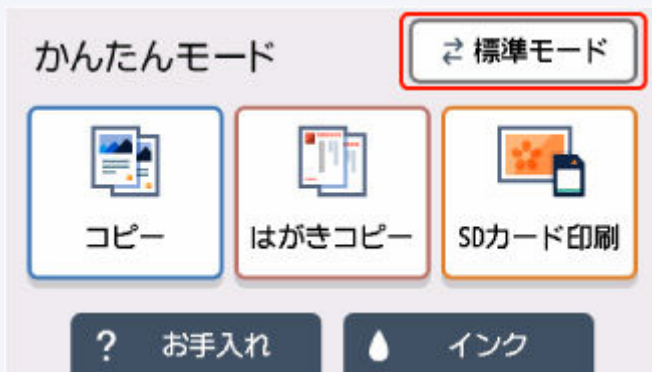 かんたんモード
標準モード
コピー
はがきコピー
SDカード印刷
? お手入れ
インク